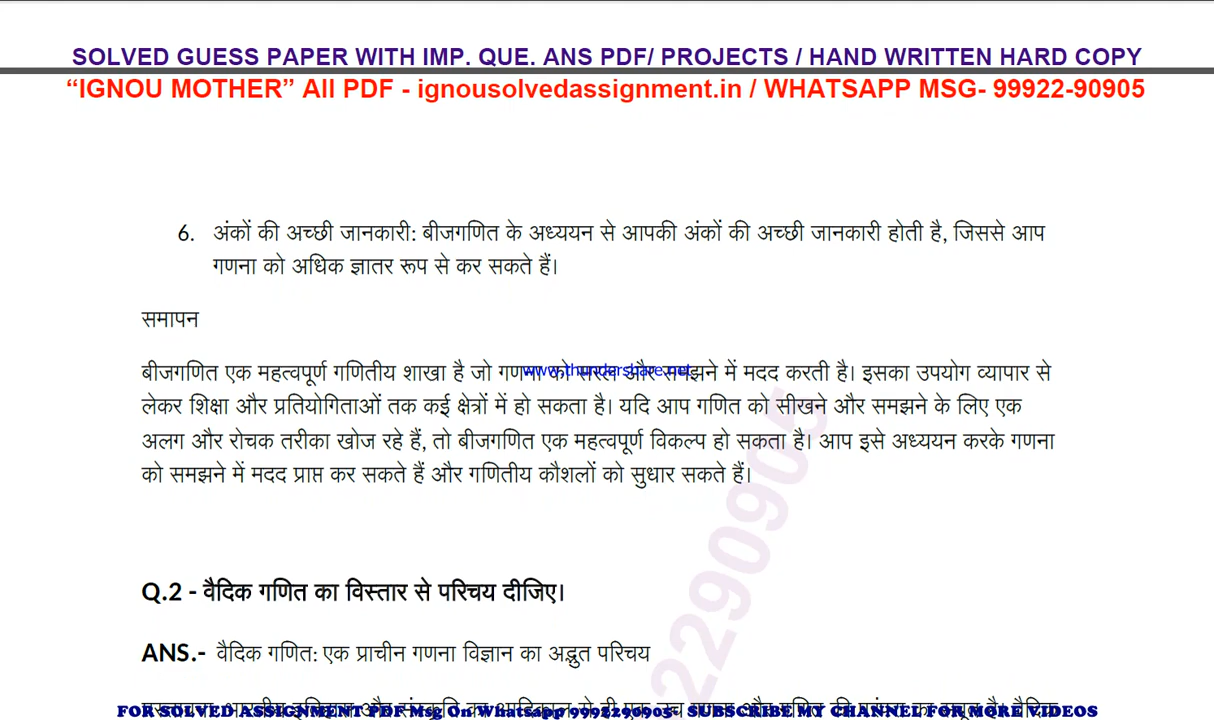 SOLVED GUESS PAPER WITH IMP. QUE. ANS PDF/ PROJECTS / HAND WRITTEN HARD COPY
“IGNOU MOTHER” All PDF - ignousolvedassignment.in / WHATSAPP MSG- 99922-90905
6. अंकों की अच्छी जानकारी: बीजगणित के अध्ययन से आपकी अंकों की अच्छी जानकारी होती है, जिससे आप
गणना को अधिक ज्ञातर रूप से कर सकते हैं।
समापन
बीजगणित एक महत्वपूर्ण गणितीय शाखा है जो गणना को सरल और समझने में मदद करती है। इसका उपयोग व्यापार से
www.thundershare.net
लेकर शिक्षा और प्रतियोगिताओं तक कई क्षेत्रों में हो सकता है। यदि आप गणित को सीखने और समझने के लिए एक
अलग और रोचक तरीका खोज रहे हैं, तो बीजगणित एक महत्वपूर्ण विकल्प हो सकता है। आप इसे अध्ययन करके गणना
को समझने में मदद प्राप्त कर सकते हैं और गणितीय कौशलों को सुधार सकते हैं।
2290905
Q.2 - वैदिक गणित का विस्तार से परिचय दीजिए।
ANS.- वैदिक गणित: एक प्राचीन गणना विज्ञान का अद्भुत परिचय
FOR SOLVED ASSIGNMENT PDF Msg On Whatsapp 9992290905- SUBSCRIBE MY CHANNEL FOR MORE VIDEOS